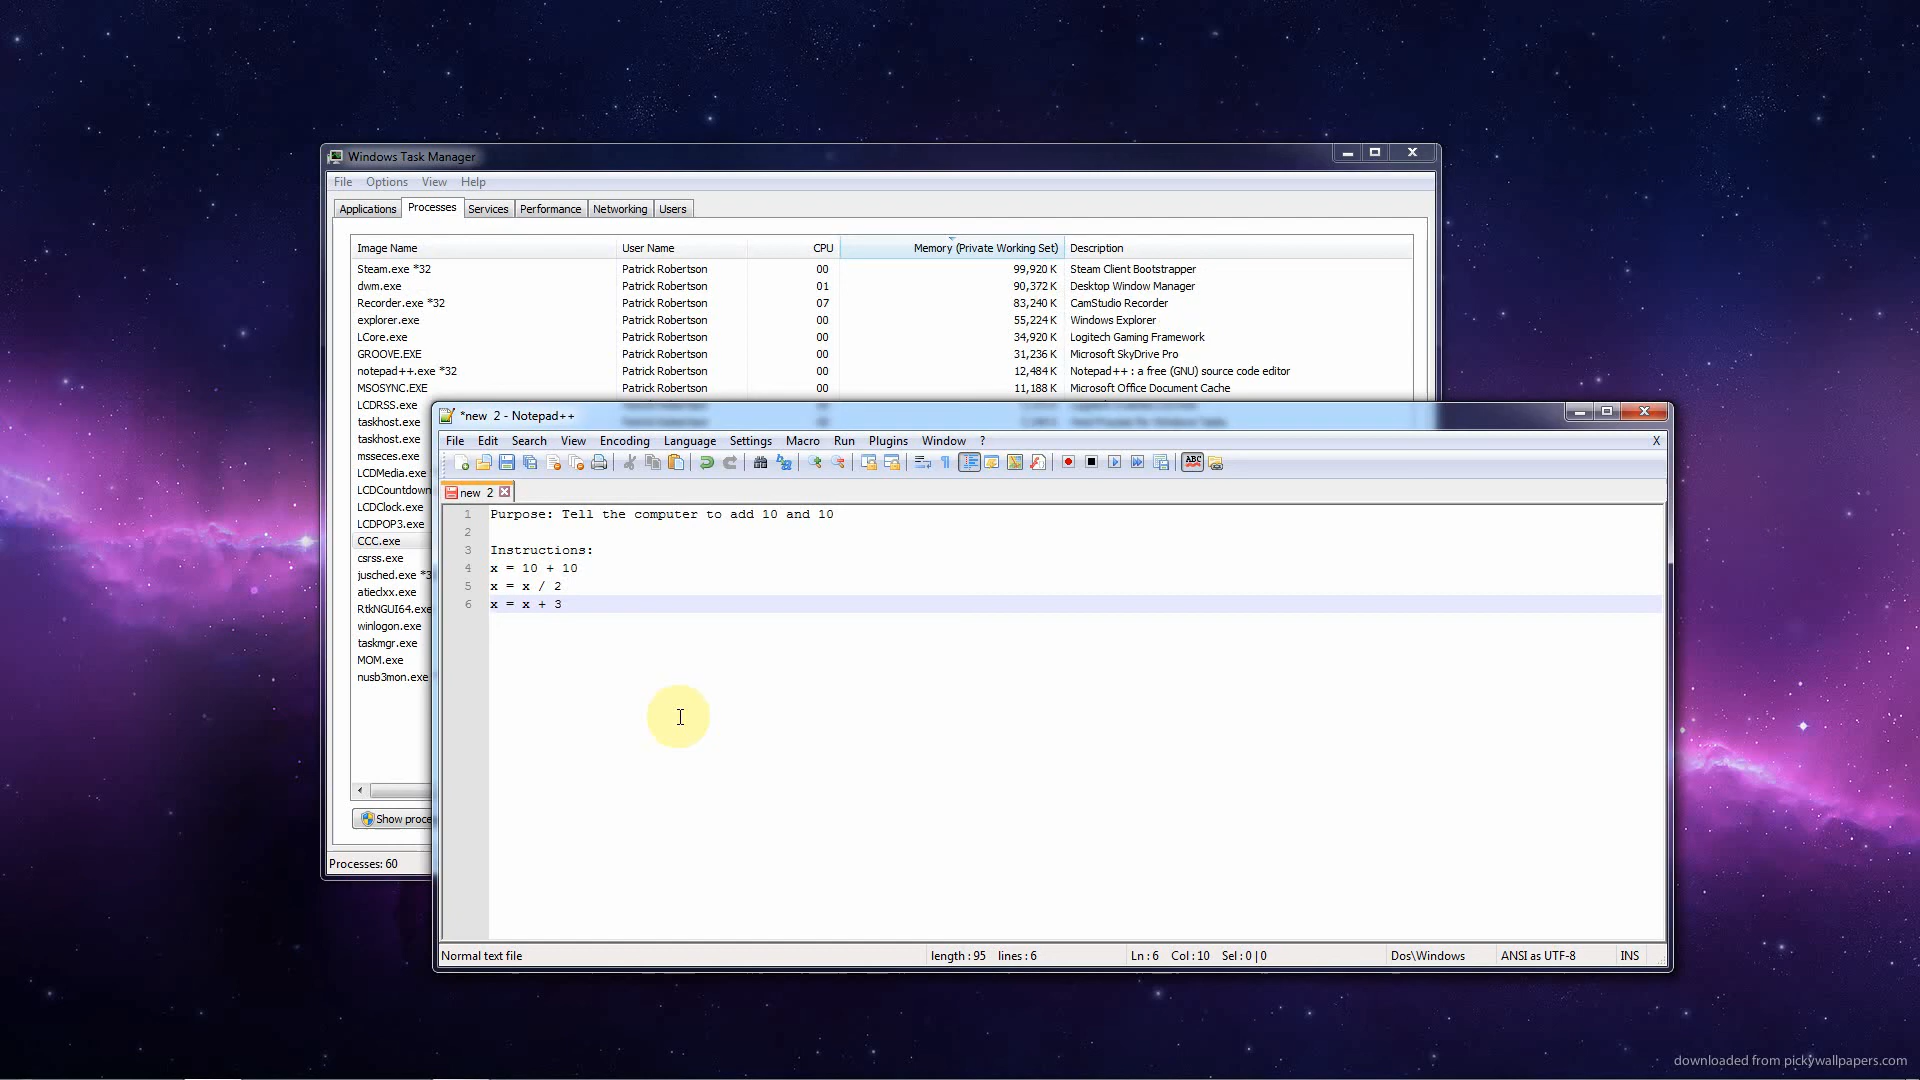 Windows Task Manager
File Options View Help
Applications Processes Services Performance Networking Users
Image Name User Name CPU Memory (Private Working Set) Description
Steam.exe *32 Patrick Robertson 00 99,920 K Steam Client Bootstrapper
dwm.exe Patrick Robertson 01 90,372 K Desktop Window Manager
Recorder.exe *32 Patrick Robertson 07 83,240 K CamStudio Recorder
explorer.exe Patrick Robertson 00 55,224 K Windows Explorer
LCore.exe Patrick Robertson 00 34,920 K Logitech Gaming Framework
GROOVE.EXE Patrick Robertson 00 31,236 K Microsoft SkyDrive Pro
notepad++.exe *32 Patrick Robertson 00 12,484 K Notepad++ : a free (GNU) source code editor
MSOSYNC.EXE Patrick Robertson 00 11,188 K Microsoft Office Document Cache
LCDRSS.exe
taskhost.exe
taskhost.exe
msseces.exe
LCDMedia.exe
LCDCountdown
LCDClock.exe
LCDPOP3.exe
CCC.exe
csrss.exe
jusched.exe *3
atieclxx.exe
RtkNGUI64.exe
winlogon.exe
taskmgr.exe
MOM.exe
nusb3mon.exe
Show proce
Processes: 60
*new 2 - Notepad++
File Edit Search View Encoding Language Settings Macro Run Plugins Window ? X
ABC
new 2
1 Purpose: Tell the computer to add 10 and 10
2
3 Instructions:
4 x = 10 + 10
5 x = x / 2
6 x = x + 3
Normal text file length : 95 lines : 6 Ln : 6 Col : 10 Sel : 0 | 0 Dos\Windows ANSI as UTF-8 INS
downloaded from pickywallpapers.com